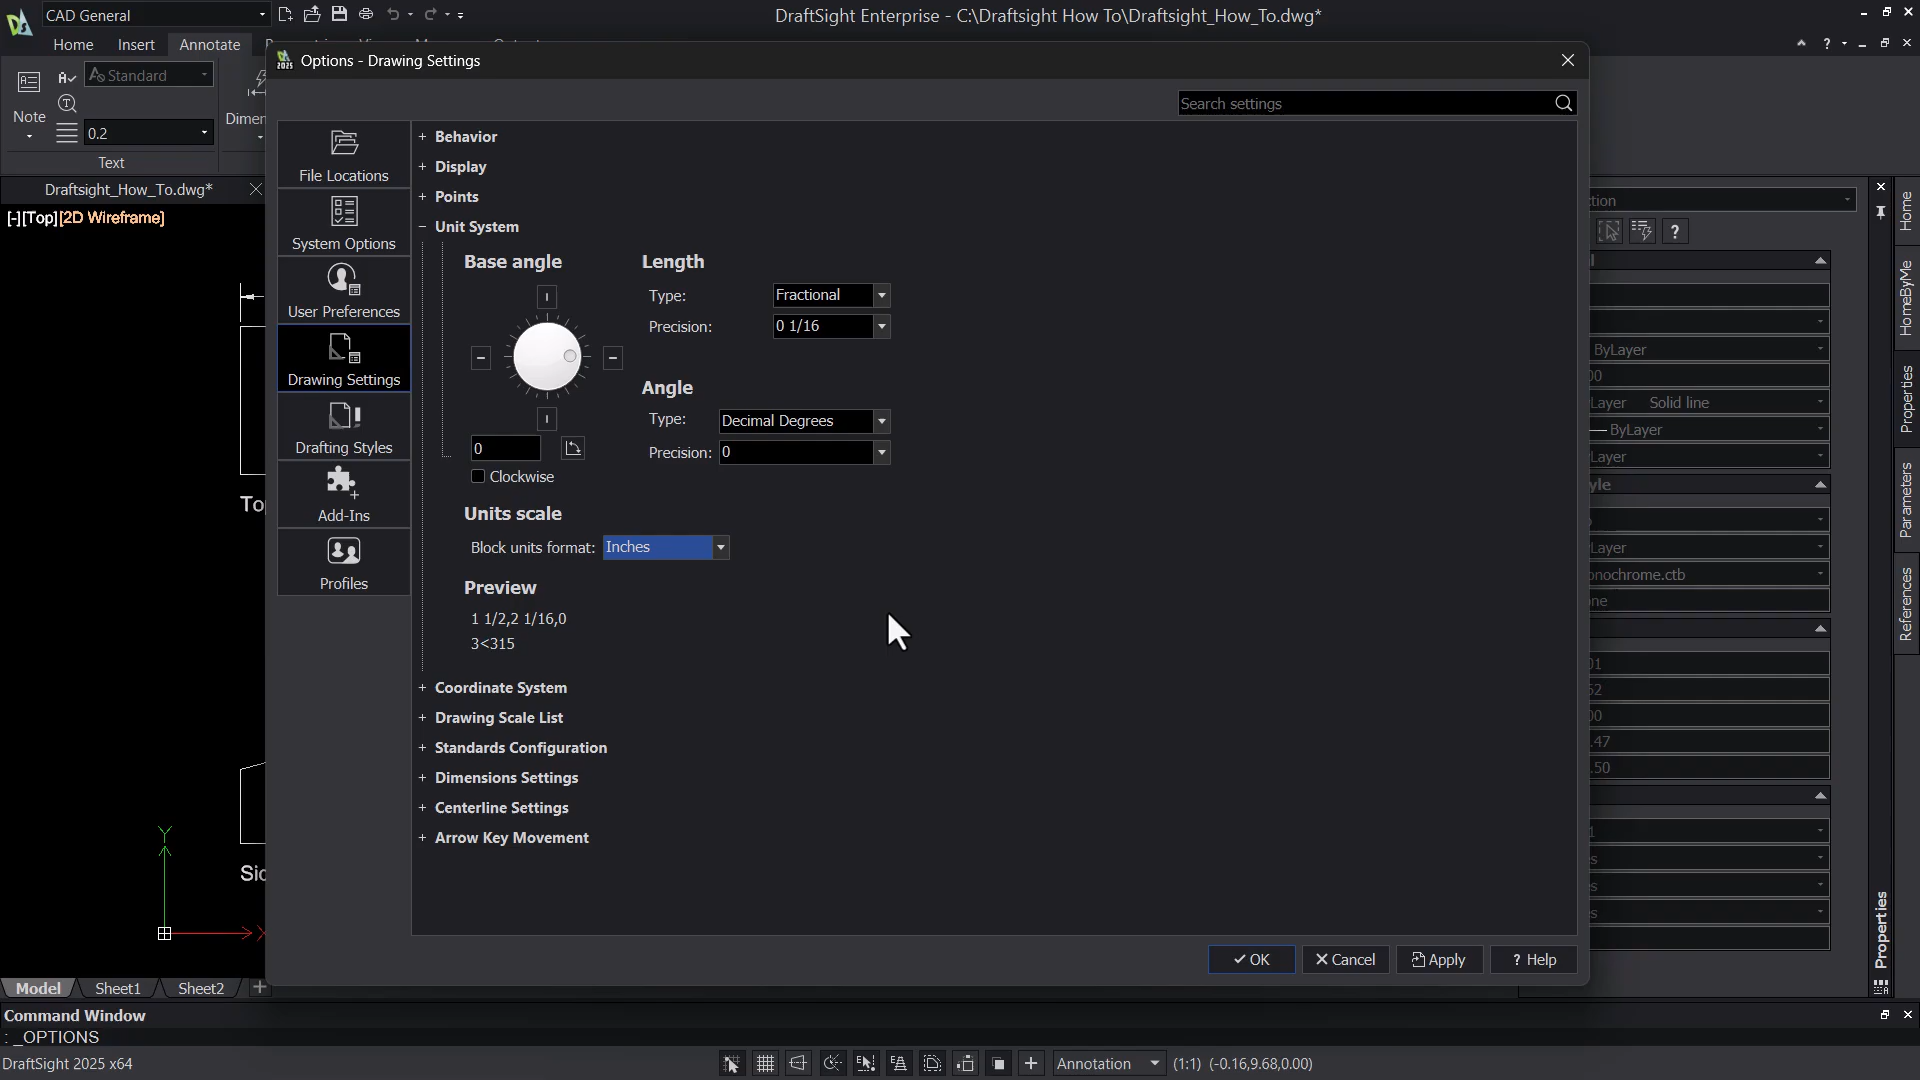 CAD General
DraftSight Enterprise - C:\Draftsight How To\Draftsight_How_To.dwg*
Home Insert Annotate
Options - Drawing Settings
Standard
Note
0.2
Text
Search settings
Draftsight_How_To.dwg*
[-][Top][2D Wireframe]
File Locations
System Options
User Preferences
Drawing Settings
Drafting Styles
Add-Ins
Profiles
+ Behavior
+ Display
+ Points
- Unit System
Base angle
0
Clockwise
Length
Type: Fractional
Precision: 0 1/16
Angle
Type: Decimal Degrees
Precision: 0
Units scale
Block units format: Inches
Preview
1 1/2,2 1/16,0
3<315
+ Coordinate System
+ Drawing Scale List
+ Standards Configuration
+ Dimensions Settings
+ Centerline Settings
+ Arrow Key Movement
OK Cancel Apply ? Help
ByLayer
Solid line
ByLayer
Home
HomeByMe
Properties
Parameters
References
Properties
Model Sheet1 Sheet2 +
Command Window
: _OPTIONS
DraftSight 2025 x64
Annotation (1:1) (-0.16,9.68,0.00)